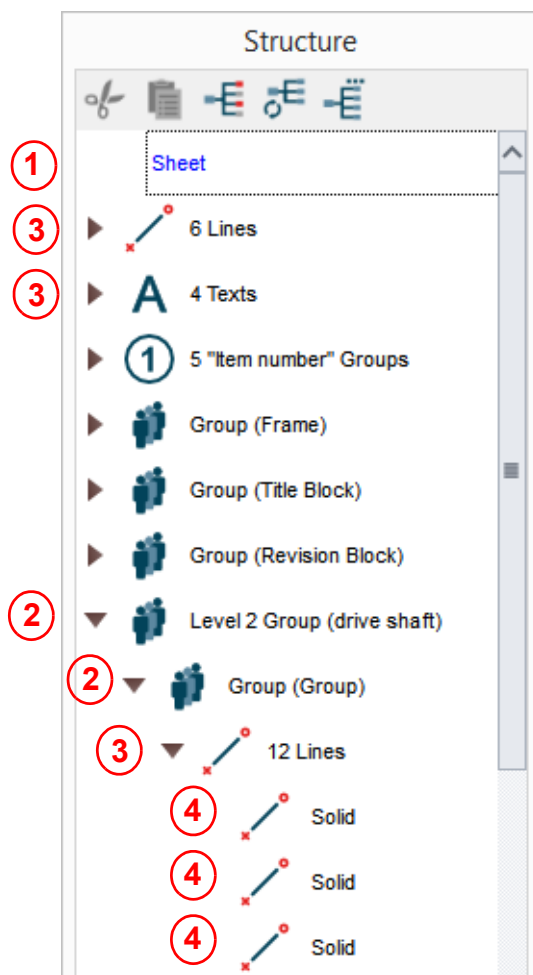 Structure
1 Sheet
3 6 Lines
3 A 4 Texts
1 5 "Item number" Groups
Group (Frame)
Group (Title Block)
Group (Revision Block)
2 Level 2 Group (drive shaft)
2 Group (Group)
3 12 Lines
4 Solid
4 Solid
4 Solid